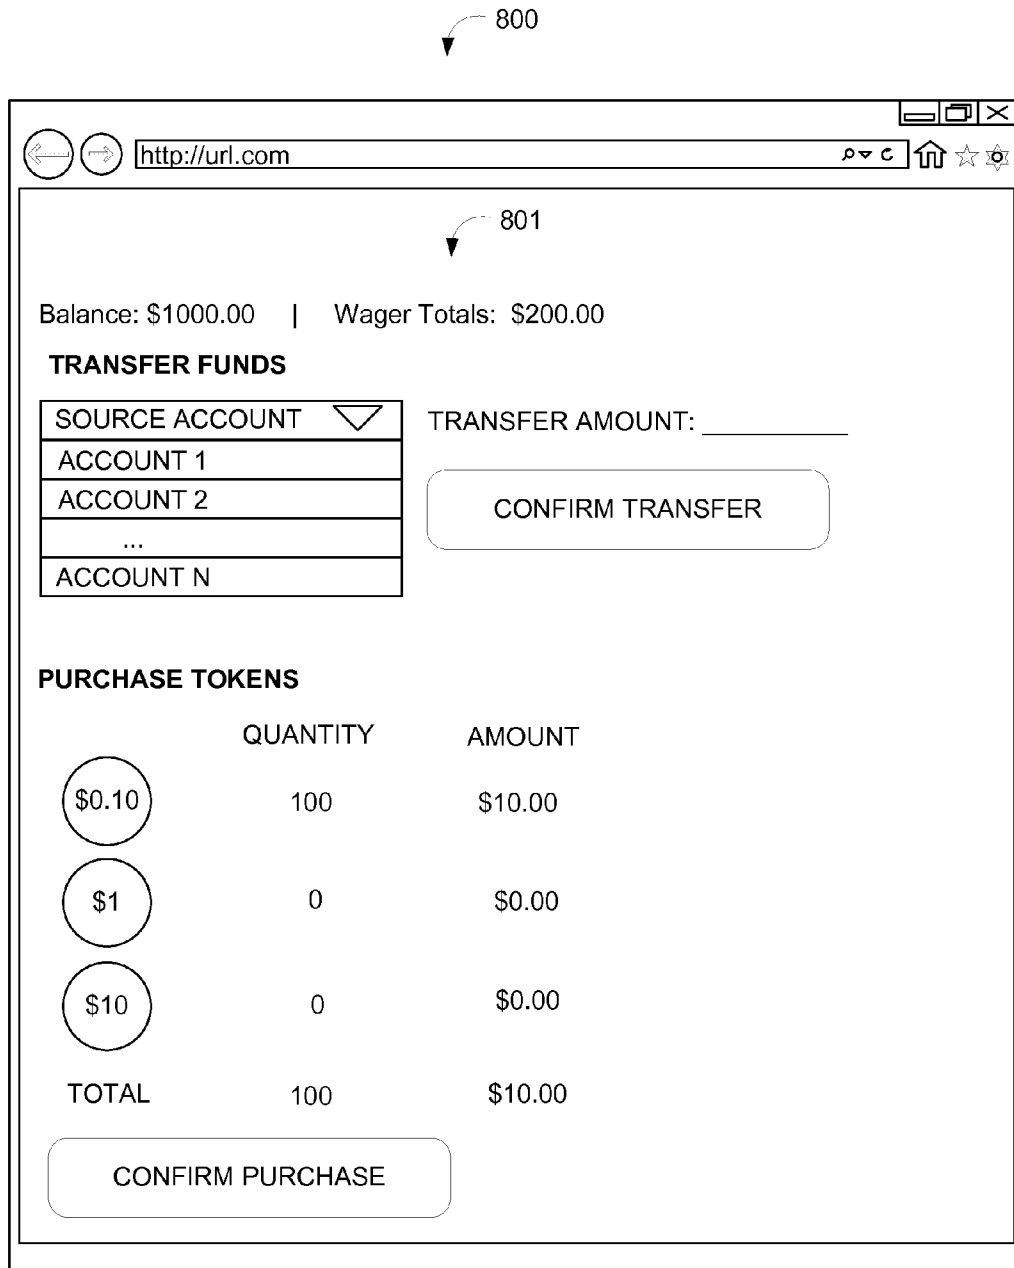 800
http://url.com
801
Balance: $1000.00 | Wager Totals: $200.00
TRANSFER FUNDS
SOURCE ACCOUNT
TRANSFER AMOUNT: __________
ACCOUNT 1
ACCOUNT 2
CONFIRM TRANSFER
...
ACCOUNT N
PURCHASE TOKENS
QUANTITY AMOUNT
$0.10 100 $10.00
$1 0 $0.00
$10 0 $0.00
TOTAL 100 $10.00
CONFIRM PURCHASE